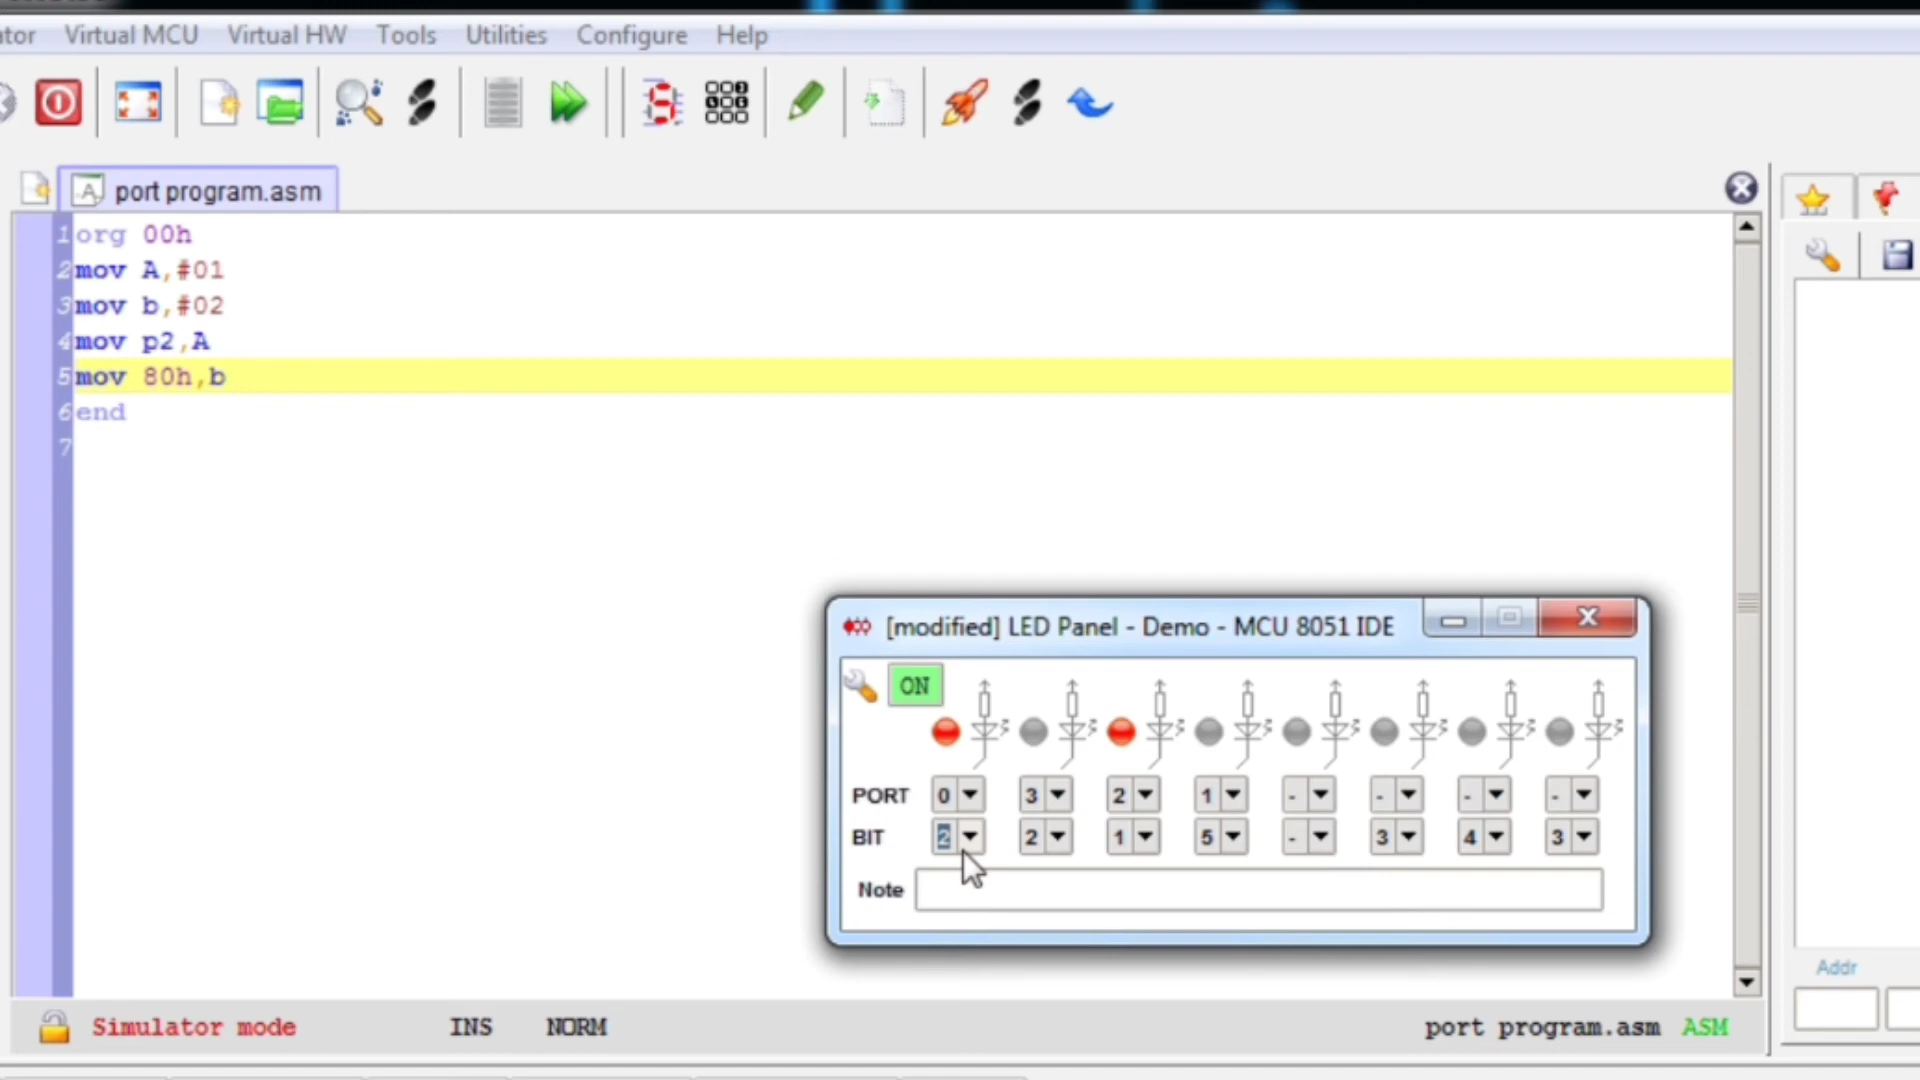 ator Virtual MCU Virtual HW Tools Utilities Configure Help
port program.asm
1 org 00h
2 mov A,#01
3 mov b,#02
4 mov p2,A
5 mov 80h,b
6 end
7
[modified] LED Panel - Demo - MCU 8051 IDE
ON
PORT 0 3 2 1 - - - -
BIT 2 2 1 5 - 3 4 3
Note
Addr
Simulator mode INS NORM port program.asm ASM